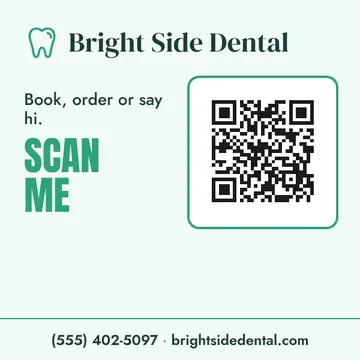 Bright Side Dental
Book, order or say
hi.
SCAN
ME
(555) 402-5097 · brightsidedental.com